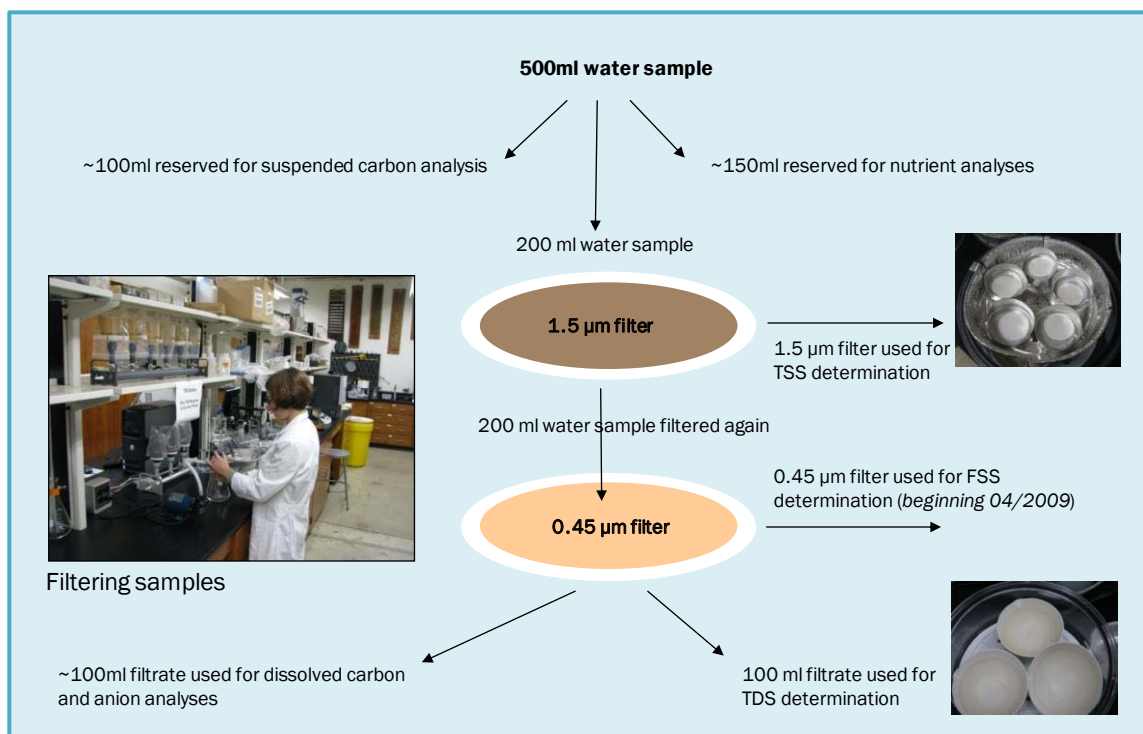 500ml water sample
~100ml reserved for suspended carbon analysis
~150ml reserved for nutrient analyses
200 ml water sample
1.5 µm filter
1.5 µm filter used for
TSS determination
200 ml water sample filtered again
0.45 µm filter used for FSS
determination (beginning 04/2009)
0.45 µm filter
Filtering samples
~100ml filtrate used for dissolved carbon
and anion analyses
100 ml filtrate used for
TDS determination